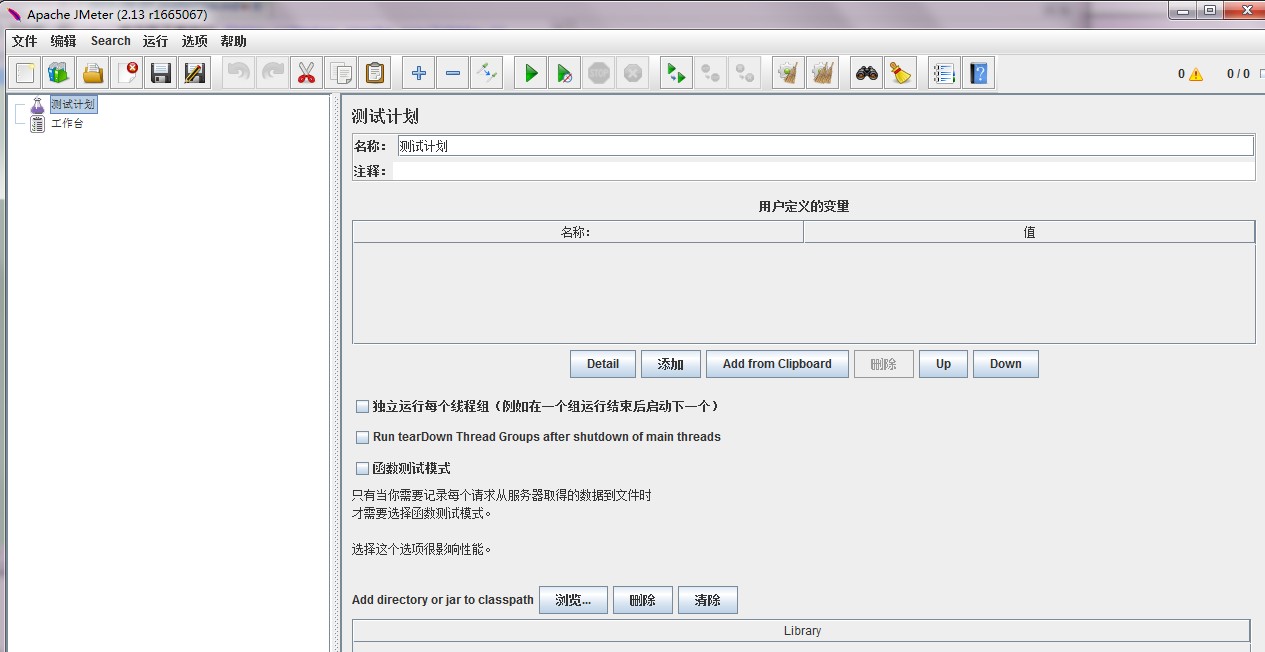 Apache JMeter (2.13 r1665067)
文件 编辑 Search 运行 选项 帮助
STOP
0 0 / 0
测试计划
工作台
测试计划
名称： 测试计划
注释：
用户定义的变量
名称： 值
Detail 添加 Add from Clipboard 删除 Up Down
独立运行每个线程组（例如在一个组运行结束后启动下一个）
Run tearDown Thread Groups after shutdown of main threads
函数测试模式
只有当你需要记录每个请求从服务器取得的数据到文件时
才需要选择函数测试模式。
选择这个选项很影响性能。
Add directory or jar to classpath 浏览... 删除 清除
Library